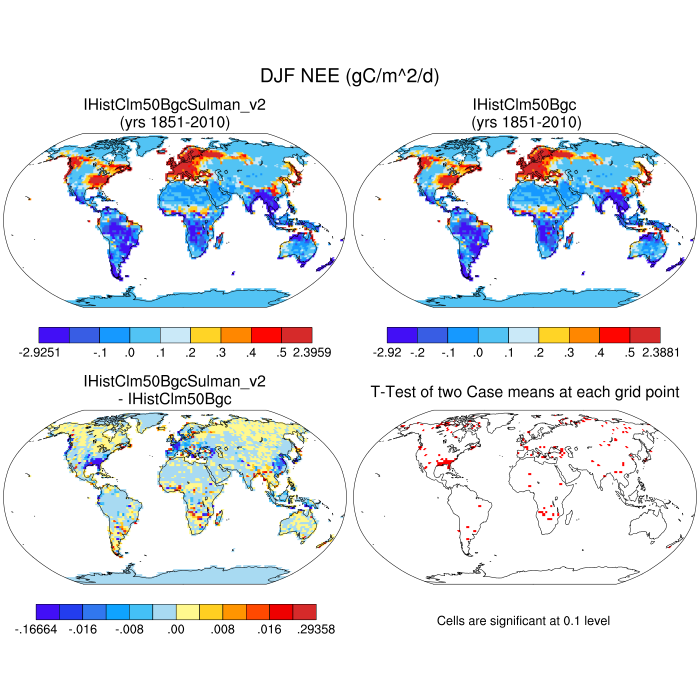 DJF NEE (gC/m^2/d)
IHistClm50BgcSulman_v2
(yrs 1851-2010)
IHistClm50Bgc
(yrs 1851-2010)
-2.9251 -.1 .0 .1 .2 .3 .4 .5 2.3959
-2.92 -.2 -.1 .0 .1 .2 .3 .4 .5 2.3881
IHistClm50BgcSulman_v2
- IHistClm50Bgc
T-Test of two Case means at each grid point
-.16664 -.016 -.008 .00 .008 .016 .29358
Cells are significant at 0.1 level